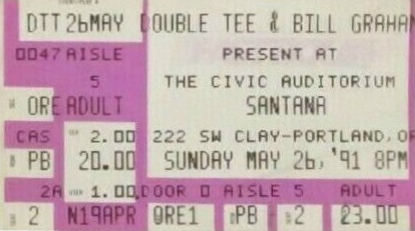 DTT 26MAY DOUBLE TEE & BILL GRAHAM
0047 AISLE PRESENT AT
5 THE CIVIC AUDITORIUM
ORE ADULT SANTANA
CAS 2.00 222 SW CLAY-PORTLAND, OR
PB 20.00 SUNDAY MAY 26, '91 8PM
2A 1.00 DOOR D AISLE 5 ADULT
2 N19APR ORE1 PB 2 23.00